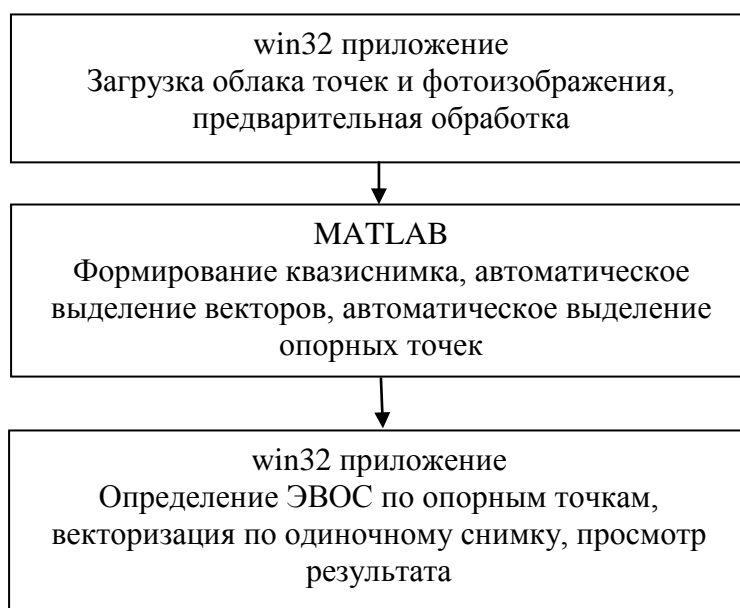 win32 приложение
Загрузка облака точек и фотоизображения,
предварительная обработка
MATLAB
Формирование квазиснимка, автоматическое
выделение векторов, автоматическое выделение
опорных точек
win32 приложение
Определение ЭВОС по опорным точкам,
векторизация по одиночному снимку, просмотр
результата